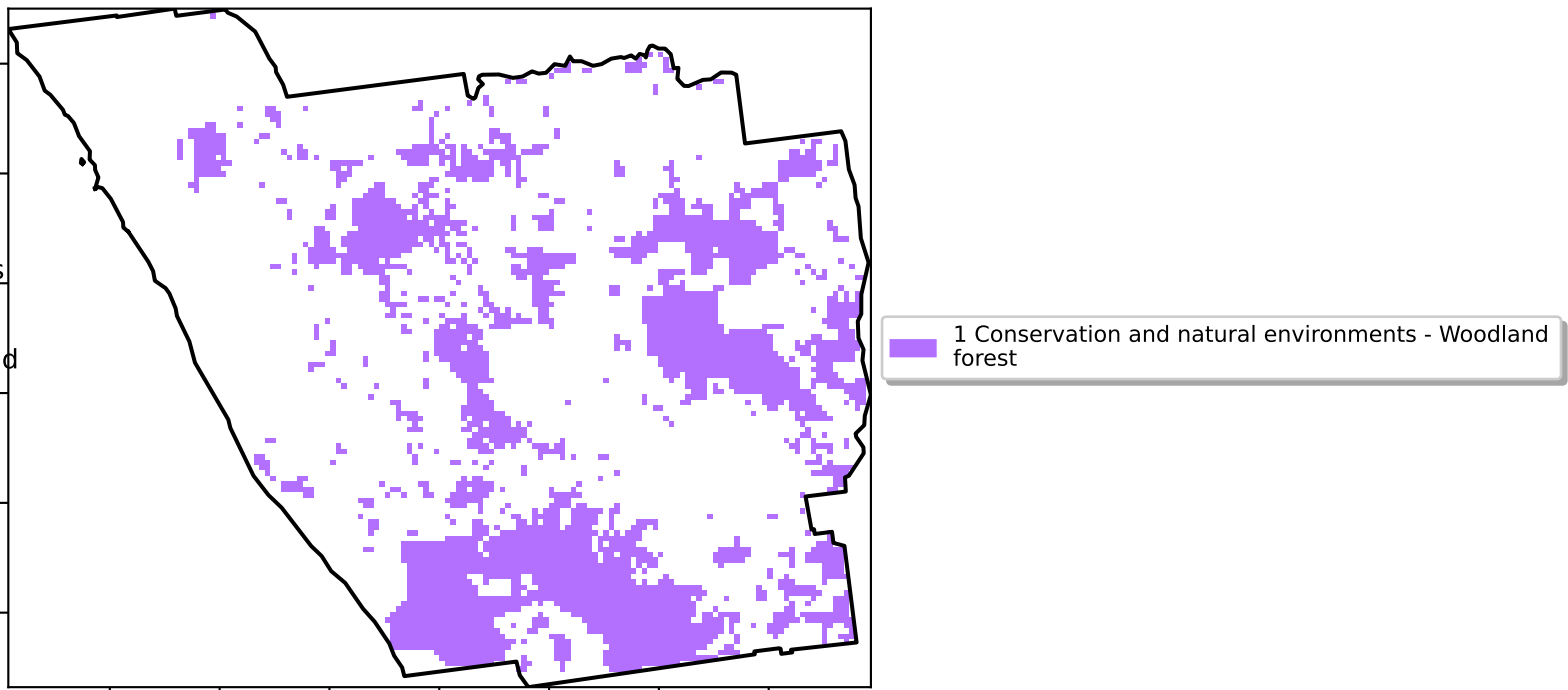 s.
d
1 Conservation and natural environments - Woodland
forest